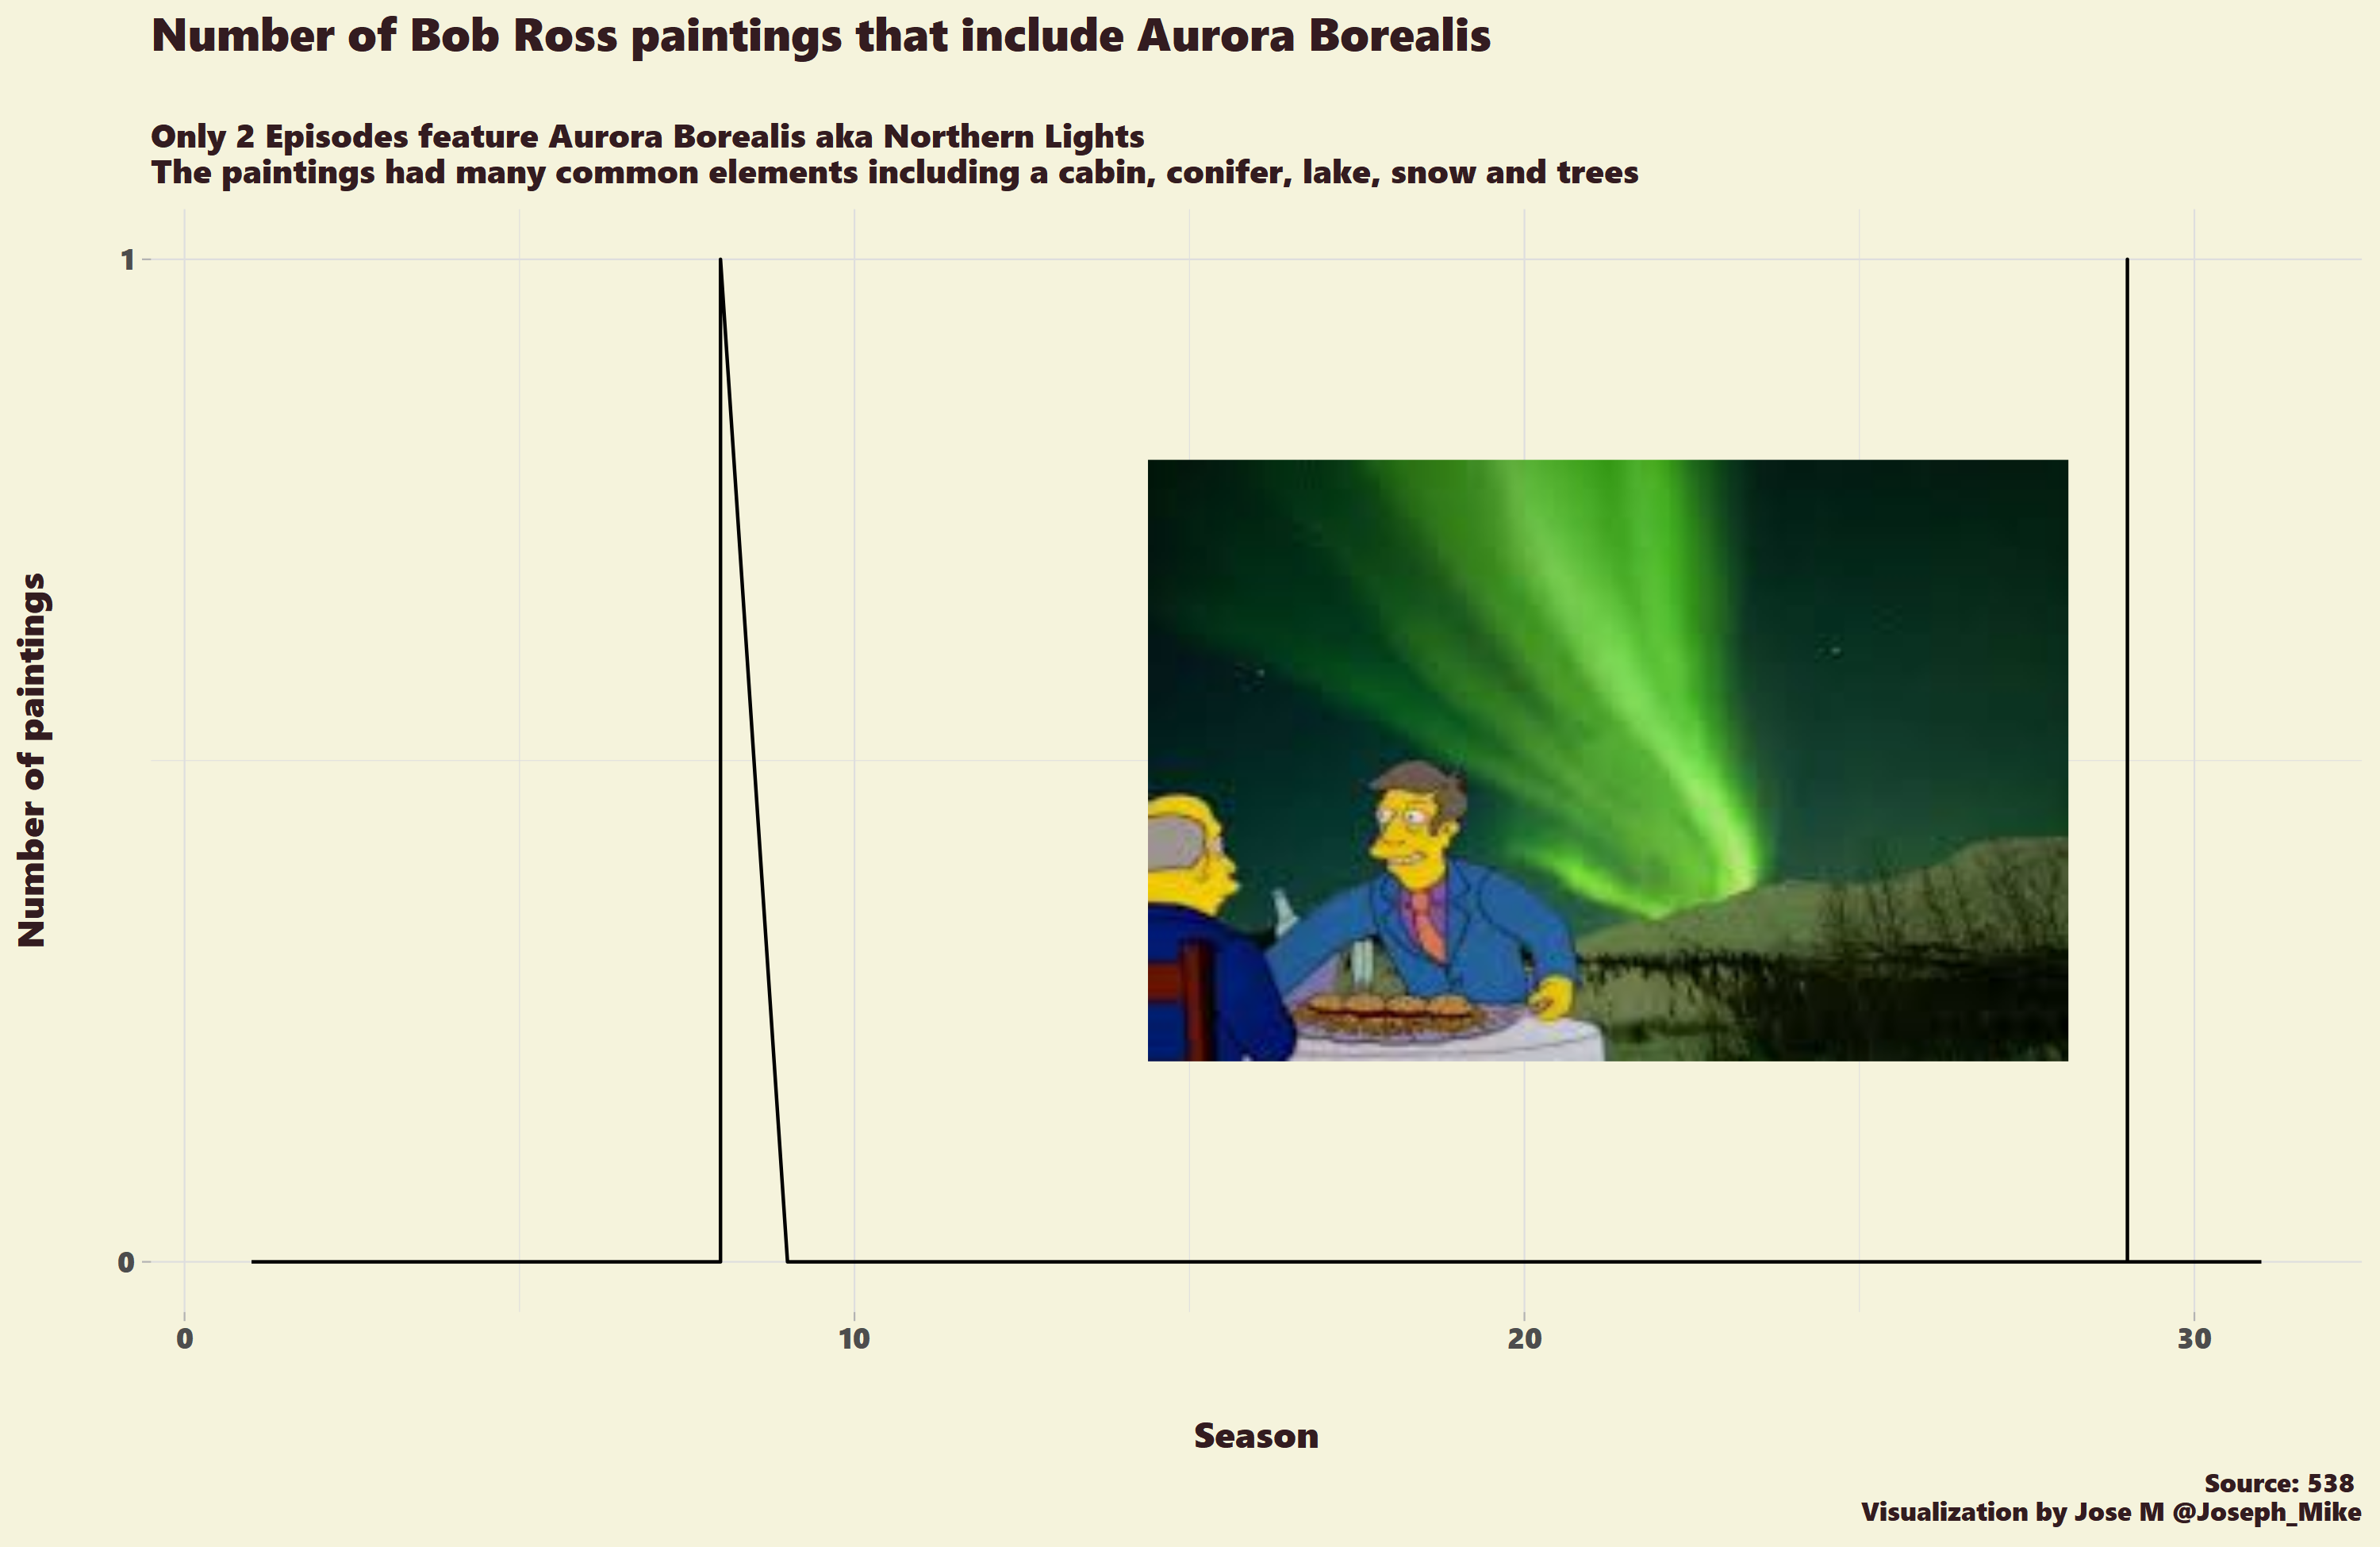 Number of Bob Ross paintings that include Aurora Borealis
Only 2 Episodes feature Aurora Borealis aka Northern Lights
The paintings had many common elements including a cabin, conifer, lake, snow and trees
Number of paintings
1
0
0
10
20
30
Season
Source: 538
Visualization by Jose M @Joseph_Mike